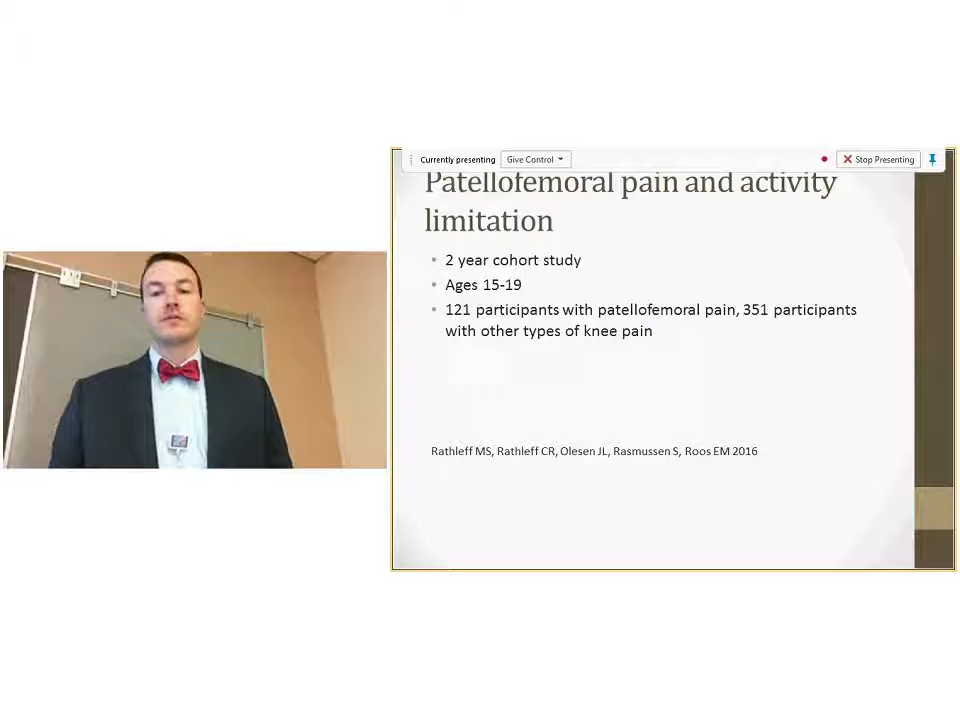 Currently presenting Give Control Stop Presenting
Patellofemoral pain and activity
limitation
• 2 year cohort study
• Ages 15-19
• 121 participants with patellofemoral pain, 351 participants
with other types of knee pain
Rathleff MS, Rathleff CR, Olesen JL, Rasmussen S, Roos EM 2016